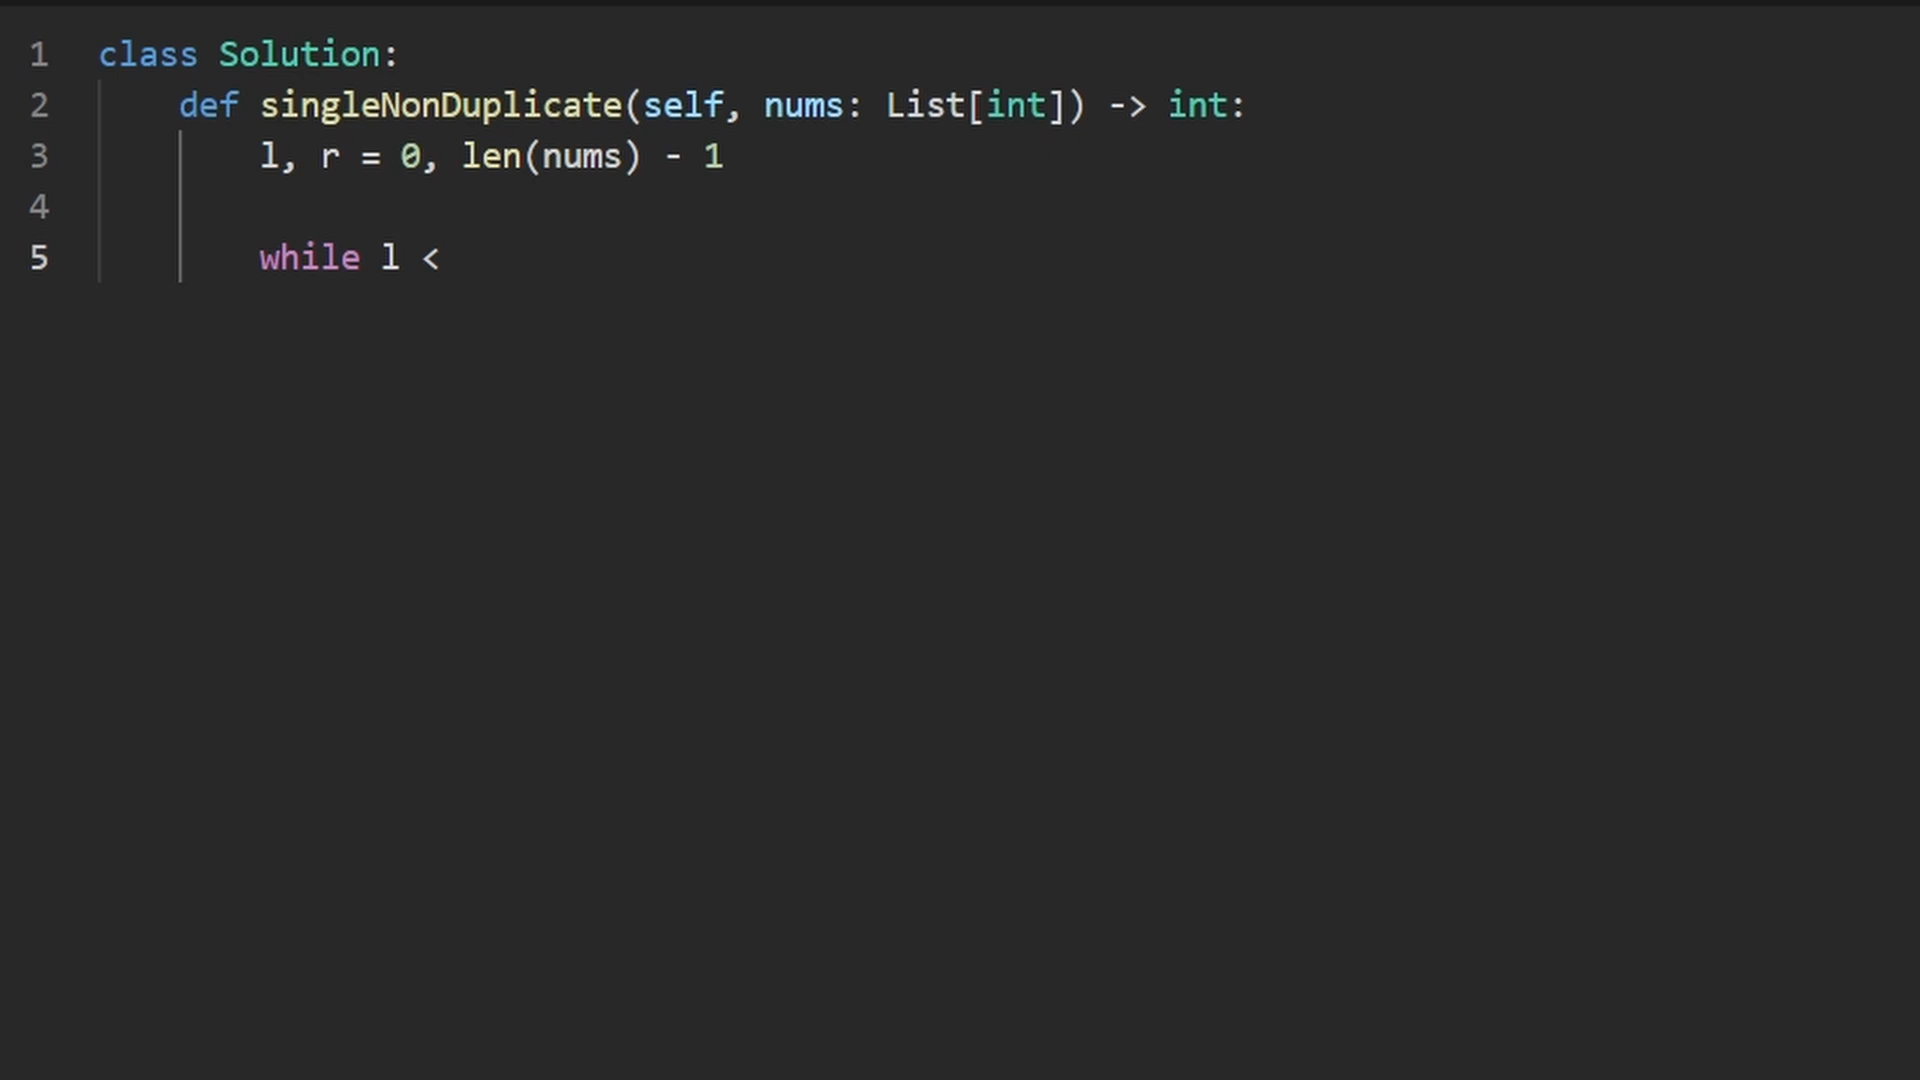 1 class Solution:
2 def singleNonDuplicate(self, nums: List[int]) -> int:
3 l, r = 0, len(nums) - 1
4
5 while l <